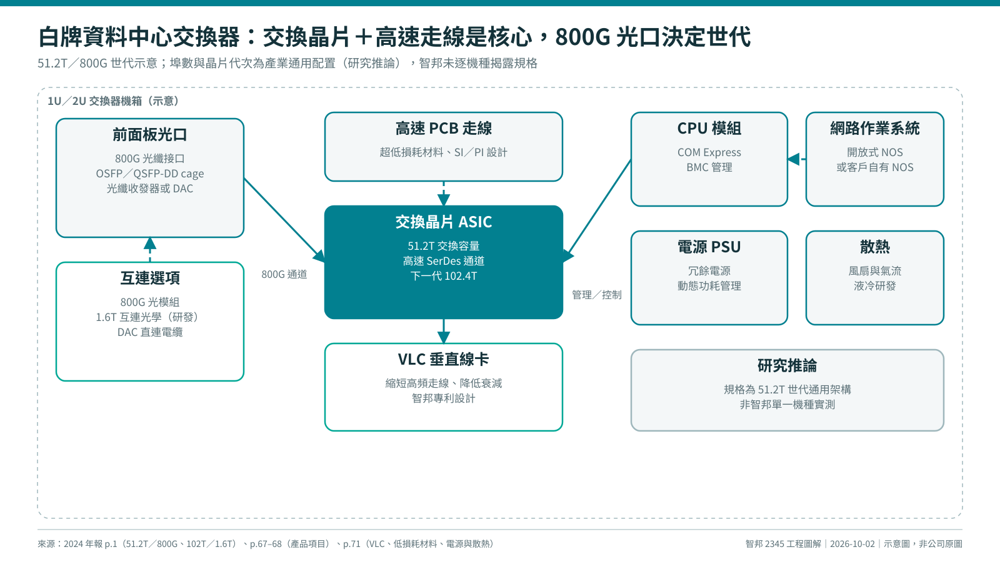 白牌資料中心交換器：交換晶片＋高速走線是核心，800G 光口決定世代
51.2T／800G 世代示意；埠數與晶片代次為產業通用配置（研究推論），智邦未逐機種揭露規格
1U／2U 交換器機箱（示意）
前面板光口
800G 光纖接口
OSFP／QSFP-DD cage
光纖收發器或 DAC
互連選項
800G 光模組
1.6T 互連光學（研發）
DAC 直連電纜
800G 通道
高速 PCB 走線
超低損耗材料、SI／PI 設計
交換晶片 ASIC
51.2T 交換容量
高速 SerDes 通道
下一代 102.4T
VLC 垂直線卡
縮短高頻走線、降低衰減
智邦專利設計
管理／控制
CPU 模組
COM Express
BMC 管理
網路作業系統
開放式 NOS
或客戶自有 NOS
電源 PSU
冗餘電源
動態功耗管理
散熱
風扇與氣流
液冷研發
研究推論
規格為 51.2T 世代通用架構
非智邦單一機種實測
來源：2024 年報 p.1（51.2T／800G、102T／1.6T）、p.67–68（產品項目）、p.71（VLC、低損耗材料、電源與散熱）
智邦 2345 工程圖解｜2026-10-02｜示意圖，非公司原圖